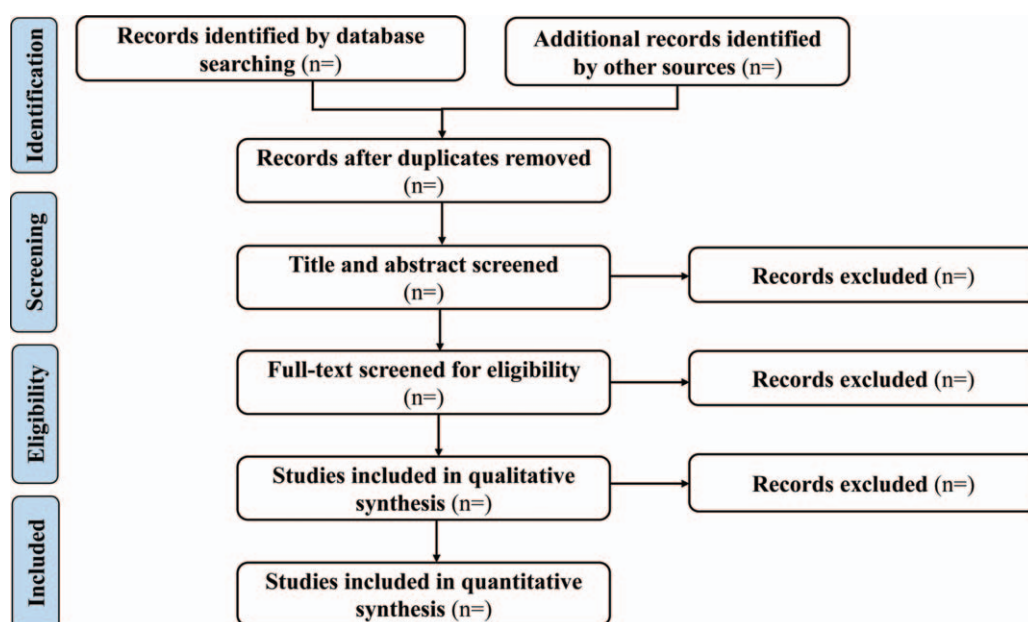 Identification
Records identified by database
searching (n=)
Additional records identified
by other sources (n=)
Records after duplicates removed
(n=)
Screening
Title and abstract screened
(n=)
Records excluded (n=)
Eligibility
Full-text screened for eligibility
(n=)
Records excluded (n=)
Studies included in qualitative
synthesis (n=)
Records excluded (n=)
Included
Studies included in quantitative
synthesis (n=)